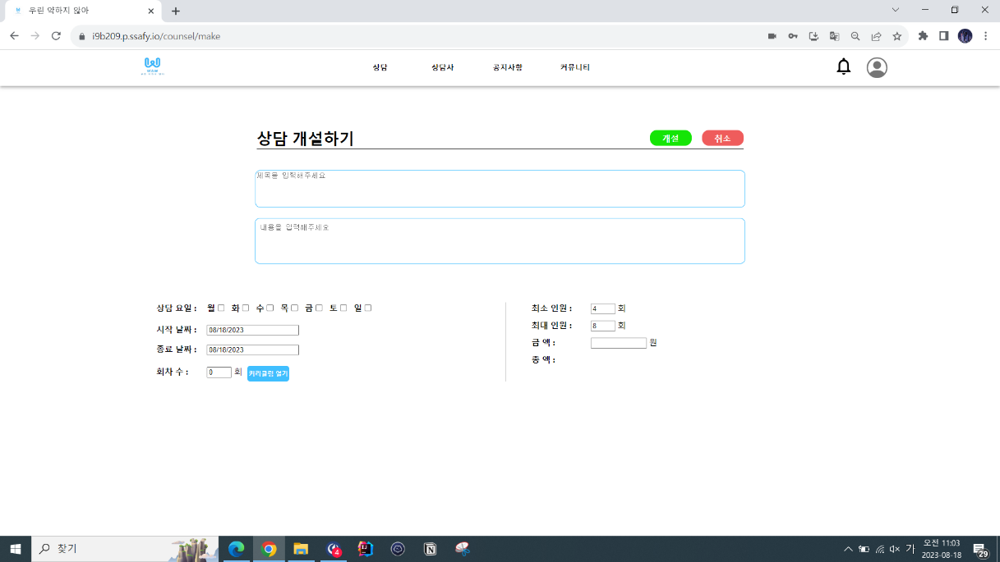 우린 약하지 않아
i9b209.p.ssafy.io/counsel/make
wow
상담 상담사 공지사항 커뮤니티
상담 개설하기 개설 취소
제목을 입력해주세요
내용을 입력해주세요
상담 요일 : 월 화 수 목 금 토 일
시작 날짜 : 08/18/2023
종료 날짜 : 08/18/2023
회차 수 : 0 회 커리큘럼 열기
최소 인원 : 4 회
최대 인원 : 8 회
금 액 : 원
총 액 :
찾기
4
가
오전 11:03
2023-08-18
29